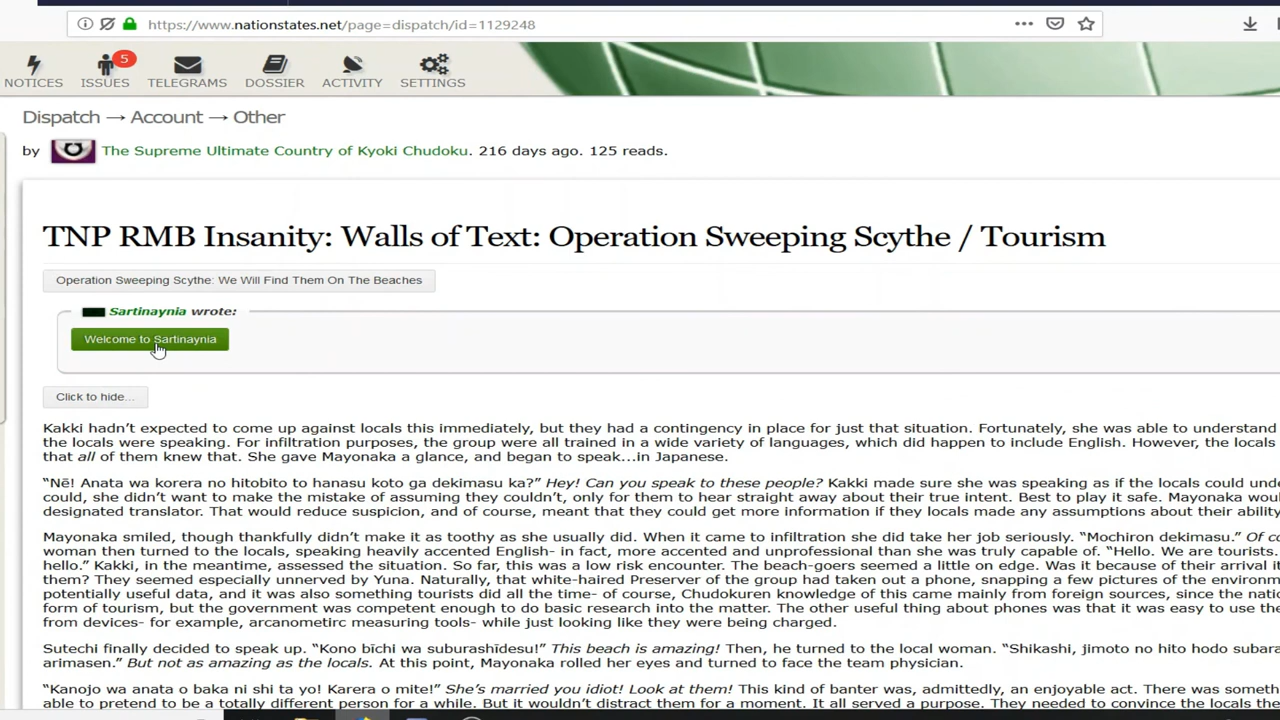 https://www.nationstates.net/page=dispatch/id=1129248
5
NOTICES ISSUES TELEGRAMS DOSSIER ACTIVITY SETTINGS
Dispatch → Account → Other
by The Supreme Ultimate Country of Kyoki Chudoku. 216 days ago. 125 reads.
TNP RMB Insanity: Walls of Text: Operation Sweeping Scythe / Tourism
Operation Sweeping Scythe: We Will Find Them On The Beaches
Sartinaynia wrote:
Welcome to Sartinaynia
Click to hide...
Kakki hadn't expected to come up against locals this immediately, but they had a contingency in place for just that situation. Fortunately, she was able to understand
the locals were speaking. For infiltration purposes, the group were all trained in a wide variety of languages, which did happen to include English. However, the locals
that all of them knew that. She gave Mayonaka a glance, and began to speak...in Japanese.
“Nē! Anata wa korera no hitobito to hanasu koto ga dekimasu ka?” Hey! Can you speak to these people? Kakki made sure she was speaking as if the locals could
could, she didn't want to make the mistake of assuming they couldn't, only for them to hear straight away about their true intent. Best to play it safe. Mayonaka
designated translator. That would reduce suspicion, and of course, meant that they could get more information if they locals made any assumptions about their ability
Mayonaka smiled, though thankfully didn't make it as toothy as she usually did. When it came to infiltration she did take her job seriously. “Mochiron dekimasu.” Of
woman then turned to the locals, speaking heavily accented English- in fact, more accented and unprofessional than she was truly capable of. “Hello. We are tourists.
hello.” Kakki, in the meantime, assessed the situation. So far, this was a low risk encounter. The beach-goers seemed a little on edge. Was it because of their arrival
them? They seemed especially unnerved by Yuna. Naturally, that white-haired Preserver of the group had taken out a phone, snapping a few pictures of the
potentially useful data, and it was also something tourists did all the time- of course, Chudokuren knowledge of this came mainly from foreign sources, since the
form of tourism, but the government was competent enough to do basic research into the matter. The other useful thing about phones was that it was easy to use
from devices- for example, arcanometirc measuring tools- while just looking like they were being charged.
Sutechi finally decided to speak up. “Kono bīchi wa suburashīdesu!” This beach is amazing! Then, he turned to the local woman. “Shikashi, jimoto no hito hodo
arimasen.” But not as amazing as the locals. At this point, Mayonaka rolled her eyes and turned to face the team physician.
“Kanojo wa anata o baka ni shi ta yo! Karera o mite!” She's married you idiot! Look at them! This kind of banter was, admittedly, an enjoyable act. There was
able to pretend to be a totally different person for a while. But it wouldn't distract them for a moment. It all served a purpose. They needed to convince the locals